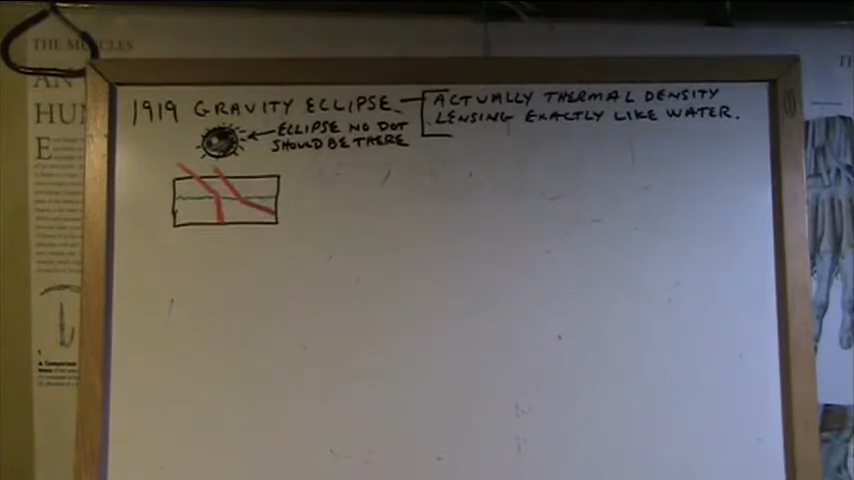 THE MUSCLES
AN
HUM
1919 GRAVITY ECLIPSE
ACTUALLY THERMAL DENSITY
LENSING EXACTLY LIKE WATER.
ECLIPSE NO DOT
SHOULD BE THERE